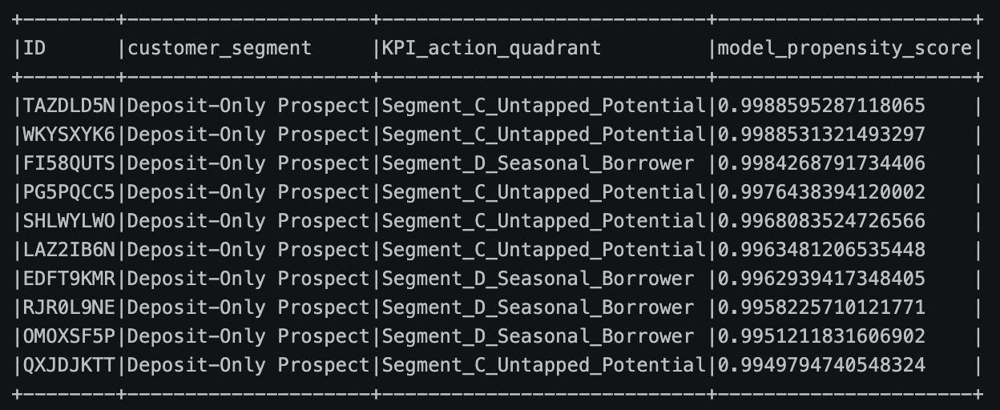 +--------+---------------------+---------------------------+----------------------+
|ID      |customer_segment     |KPI_action_quadrant        |model_propensity_score|
+--------+---------------------+---------------------------+----------------------+
|TAZDLD5N|Deposit-Only Prospect|Segment_C_Untapped_Potential|0.9988595287118065    |
|WKYSXYK6|Deposit-Only Prospect|Segment_C_Untapped_Potential|0.9988531321493297    |
|FI58QUTS|Deposit-Only Prospect|Segment_D_Seasonal_Borrower |0.9984268791734406    |
|PG5PQCC5|Deposit-Only Prospect|Segment_C_Untapped_Potential|0.9976438394120002    |
|SHLWYLWO|Deposit-Only Prospect|Segment_C_Untapped_Potential|0.9968083524726566    |
|LAZ2IB6N|Deposit-Only Prospect|Segment_C_Untapped_Potential|0.9963481206535448    |
|EDFT9KMR|Deposit-Only Prospect|Segment_D_Seasonal_Borrower |0.9962939417348405    |
|RJR0L9NE|Deposit-Only Prospect|Segment_D_Seasonal_Borrower |0.9958225710121771    |
|OMOXSF5P|Deposit-Only Prospect|Segment_D_Seasonal_Borrower |0.9951211831606902    |
|QXJDJKTT|Deposit-Only Prospect|Segment_C_Untapped_Potential|0.9949794740548324    |
+--------+---------------------+---------------------------+----------------------+